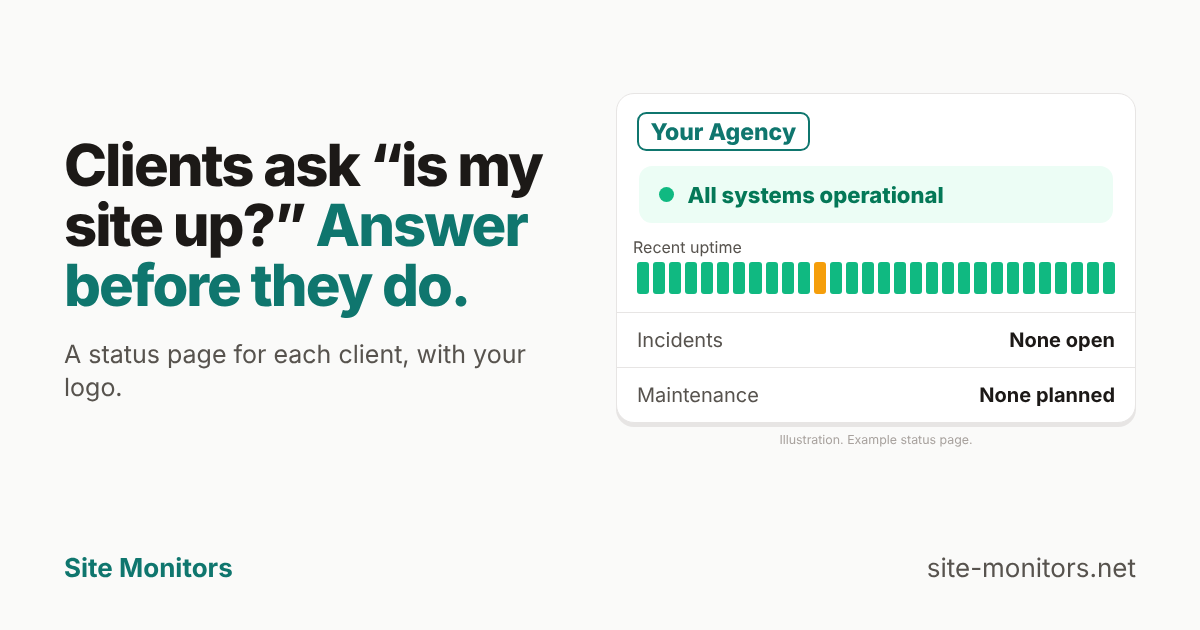 Clients ask “is my
site up?” Answer
before they do.
A status page for each client, with your
logo.
Your Agency
All systems operational
Recent uptime
Incidents None open
Maintenance None planned
Illustration. Example status page.
Site Monitors
site-monitors.net